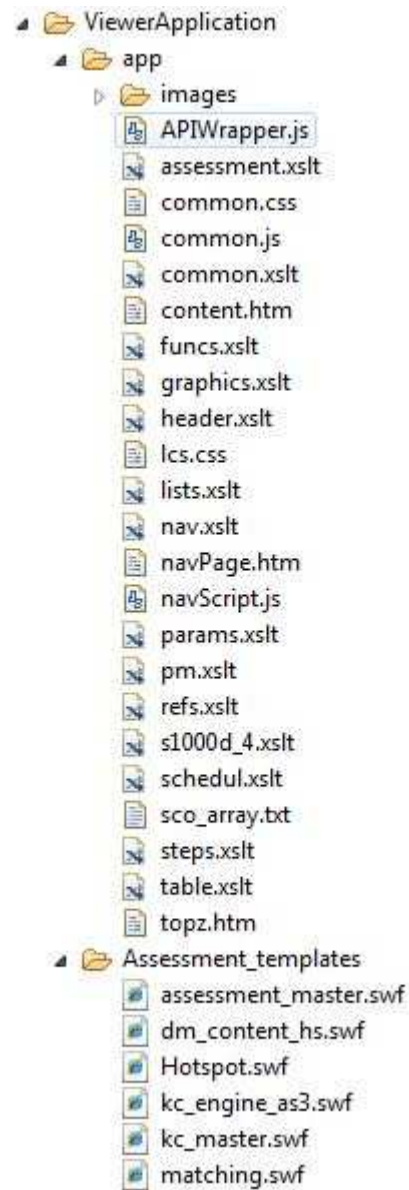 ViewerApplication
app
images
APIWrapper.js
assessment.xslt
common.css
common.js
common.xslt
content.htm
funcs.xslt
graphics.xslt
header.xslt
lcs.css
lists.xslt
nav.xslt
navPage.htm
navScript.js
params.xslt
pm.xslt
refs.xslt
s1000d_4.xslt
schedul.xslt
sco_array.txt
steps.xslt
table.xslt
topz.htm
Assessment_templates
assessment_master.swf
dm_content_hs.swf
Hotspot.swf
kc_engine_as3.swf
kc_master.swf
matching.swf